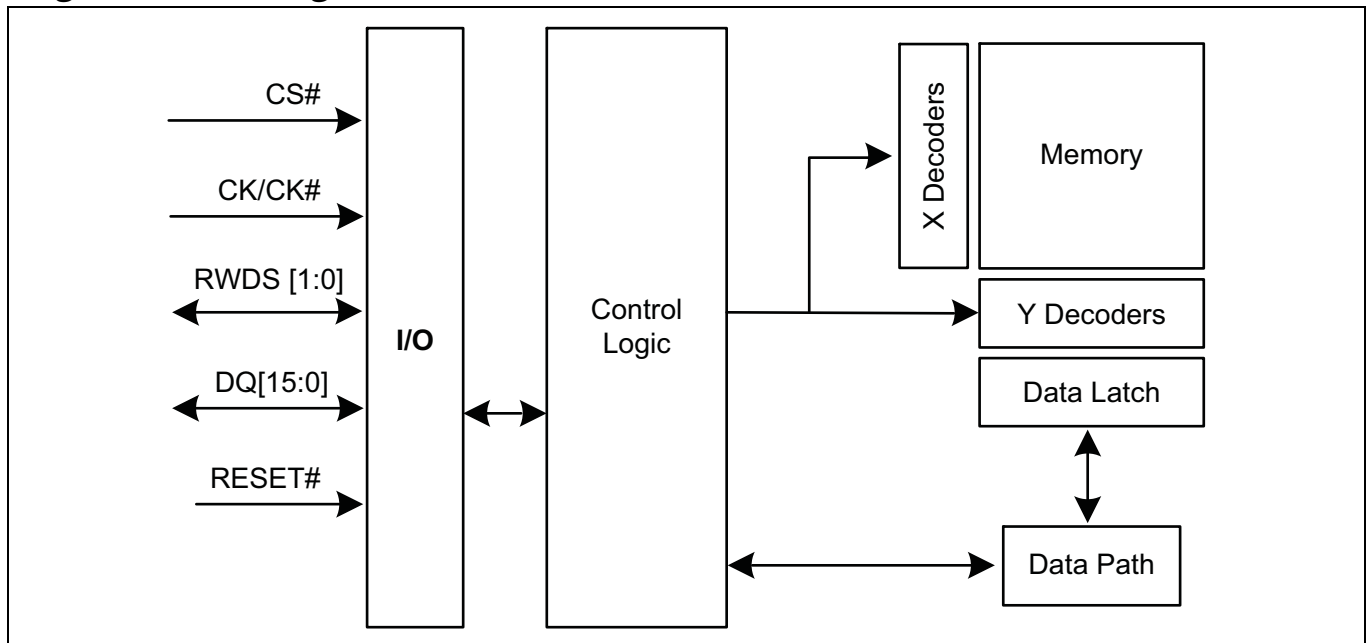 CS#
CK/CK#
RWDS [1:0]
DQ[15:0]
RESET#
I/O
Control
Logic
X Decoders
Memory
Y Decoders
Data Latch
Data Path